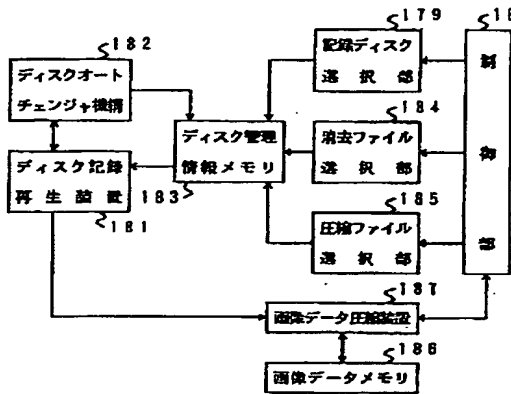 182
ディスクオート
チェンジャ機構
ディスク記録
再生装置
181
ディスク管理
情報メモリ
183
179
記録ディスク
選択部
184
消去ファイル
選択部
185
圧縮ファイル
選択部
制御部
187
画像データ圧縮装置
186
画像データメモリ